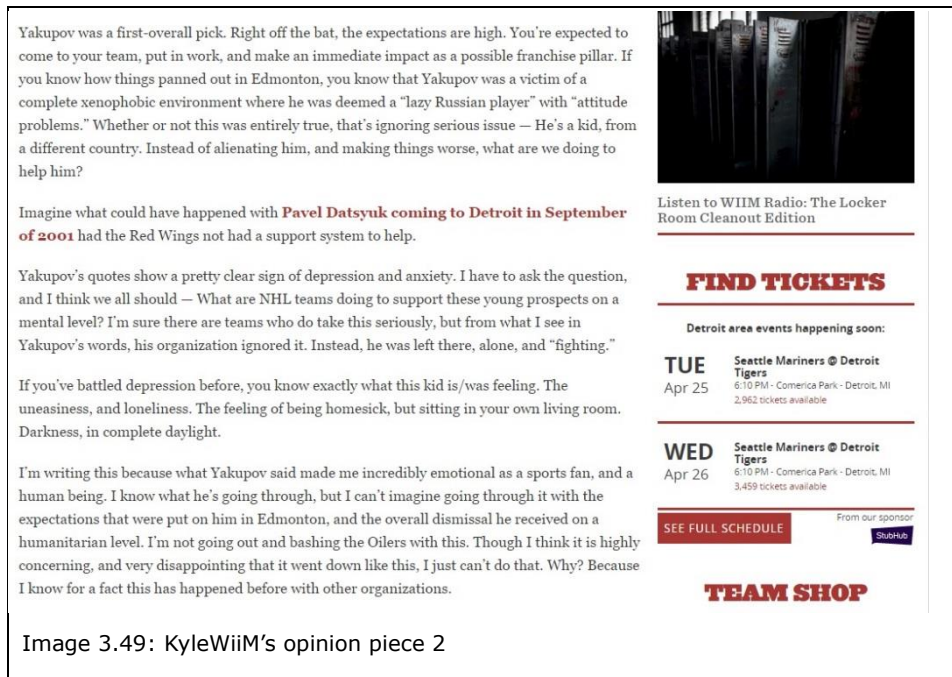 Yakupov was a first-overall pick. Right off the bat, the expectations are high. You're expected to
come to your team, put in work, and make an immediate impact as a possible franchise pillar. If
you know how things panned out in Edmonton, you know that Yakupov was a victim of a
complete xenophobic environment where he was deemed a “lazy Russian player” with “attitude
problems.” Whether or not this was entirely true, that's ignoring serious issue — He's a kid, from
a different country. Instead of alienating him, and making things worse, what are we doing to
help him?
Imagine what could have happened with Pavel Datsyuk coming to Detroit in September
of 2001 had the Red Wings not had a support system to help.
Yakupov's quotes show a pretty clear sign of depression and anxiety. I have to ask the question,
and I think we all should — What are NHL teams doing to support these young prospects on a
mental level? I'm sure there are teams who do take this seriously, but from what I see in
Yakupov's words, his organization ignored it. Instead, he was left there, alone, and “fighting.”
If you've battled depression before, you know exactly what this kid is/was feeling. The
uneasiness, and loneliness. The feeling of being homesick, but sitting in your own living room.
Darkness, in complete daylight.
I'm writing this because what Yakupov said made me incredibly emotional as a sports fan, and a
human being. I know what he's going through, but I can't imagine going through it with the
expectations that were put on him in Edmonton, and the overall dismissal he received on a
humanitarian level. I'm not going out and bashing the Oilers with this. Though I think it is highly
concerning, and very disappointing that it went down like this, I just can't do that. Why? Because
I know for a fact this has happened before with other organizations.
Listen to WIIM Radio: The Locker
Room Cleanout Edition
FIND TICKETS
Detroit area events happening soon:
TUE
Apr 25
Seattle Mariners @ Detroit
Tigers
6:10 PM - Comerica Park - Detroit, MI
2,962 tickets available
WED
Apr 26
Seattle Mariners @ Detroit
Tigers
6:10 PM - Comerica Park - Detroit, MI
3,459 tickets available
SEE FULL SCHEDULE
From our sponsor
StubHub
TEAM SHOP
Image 3.49: KyleWiiM's opinion piece 2